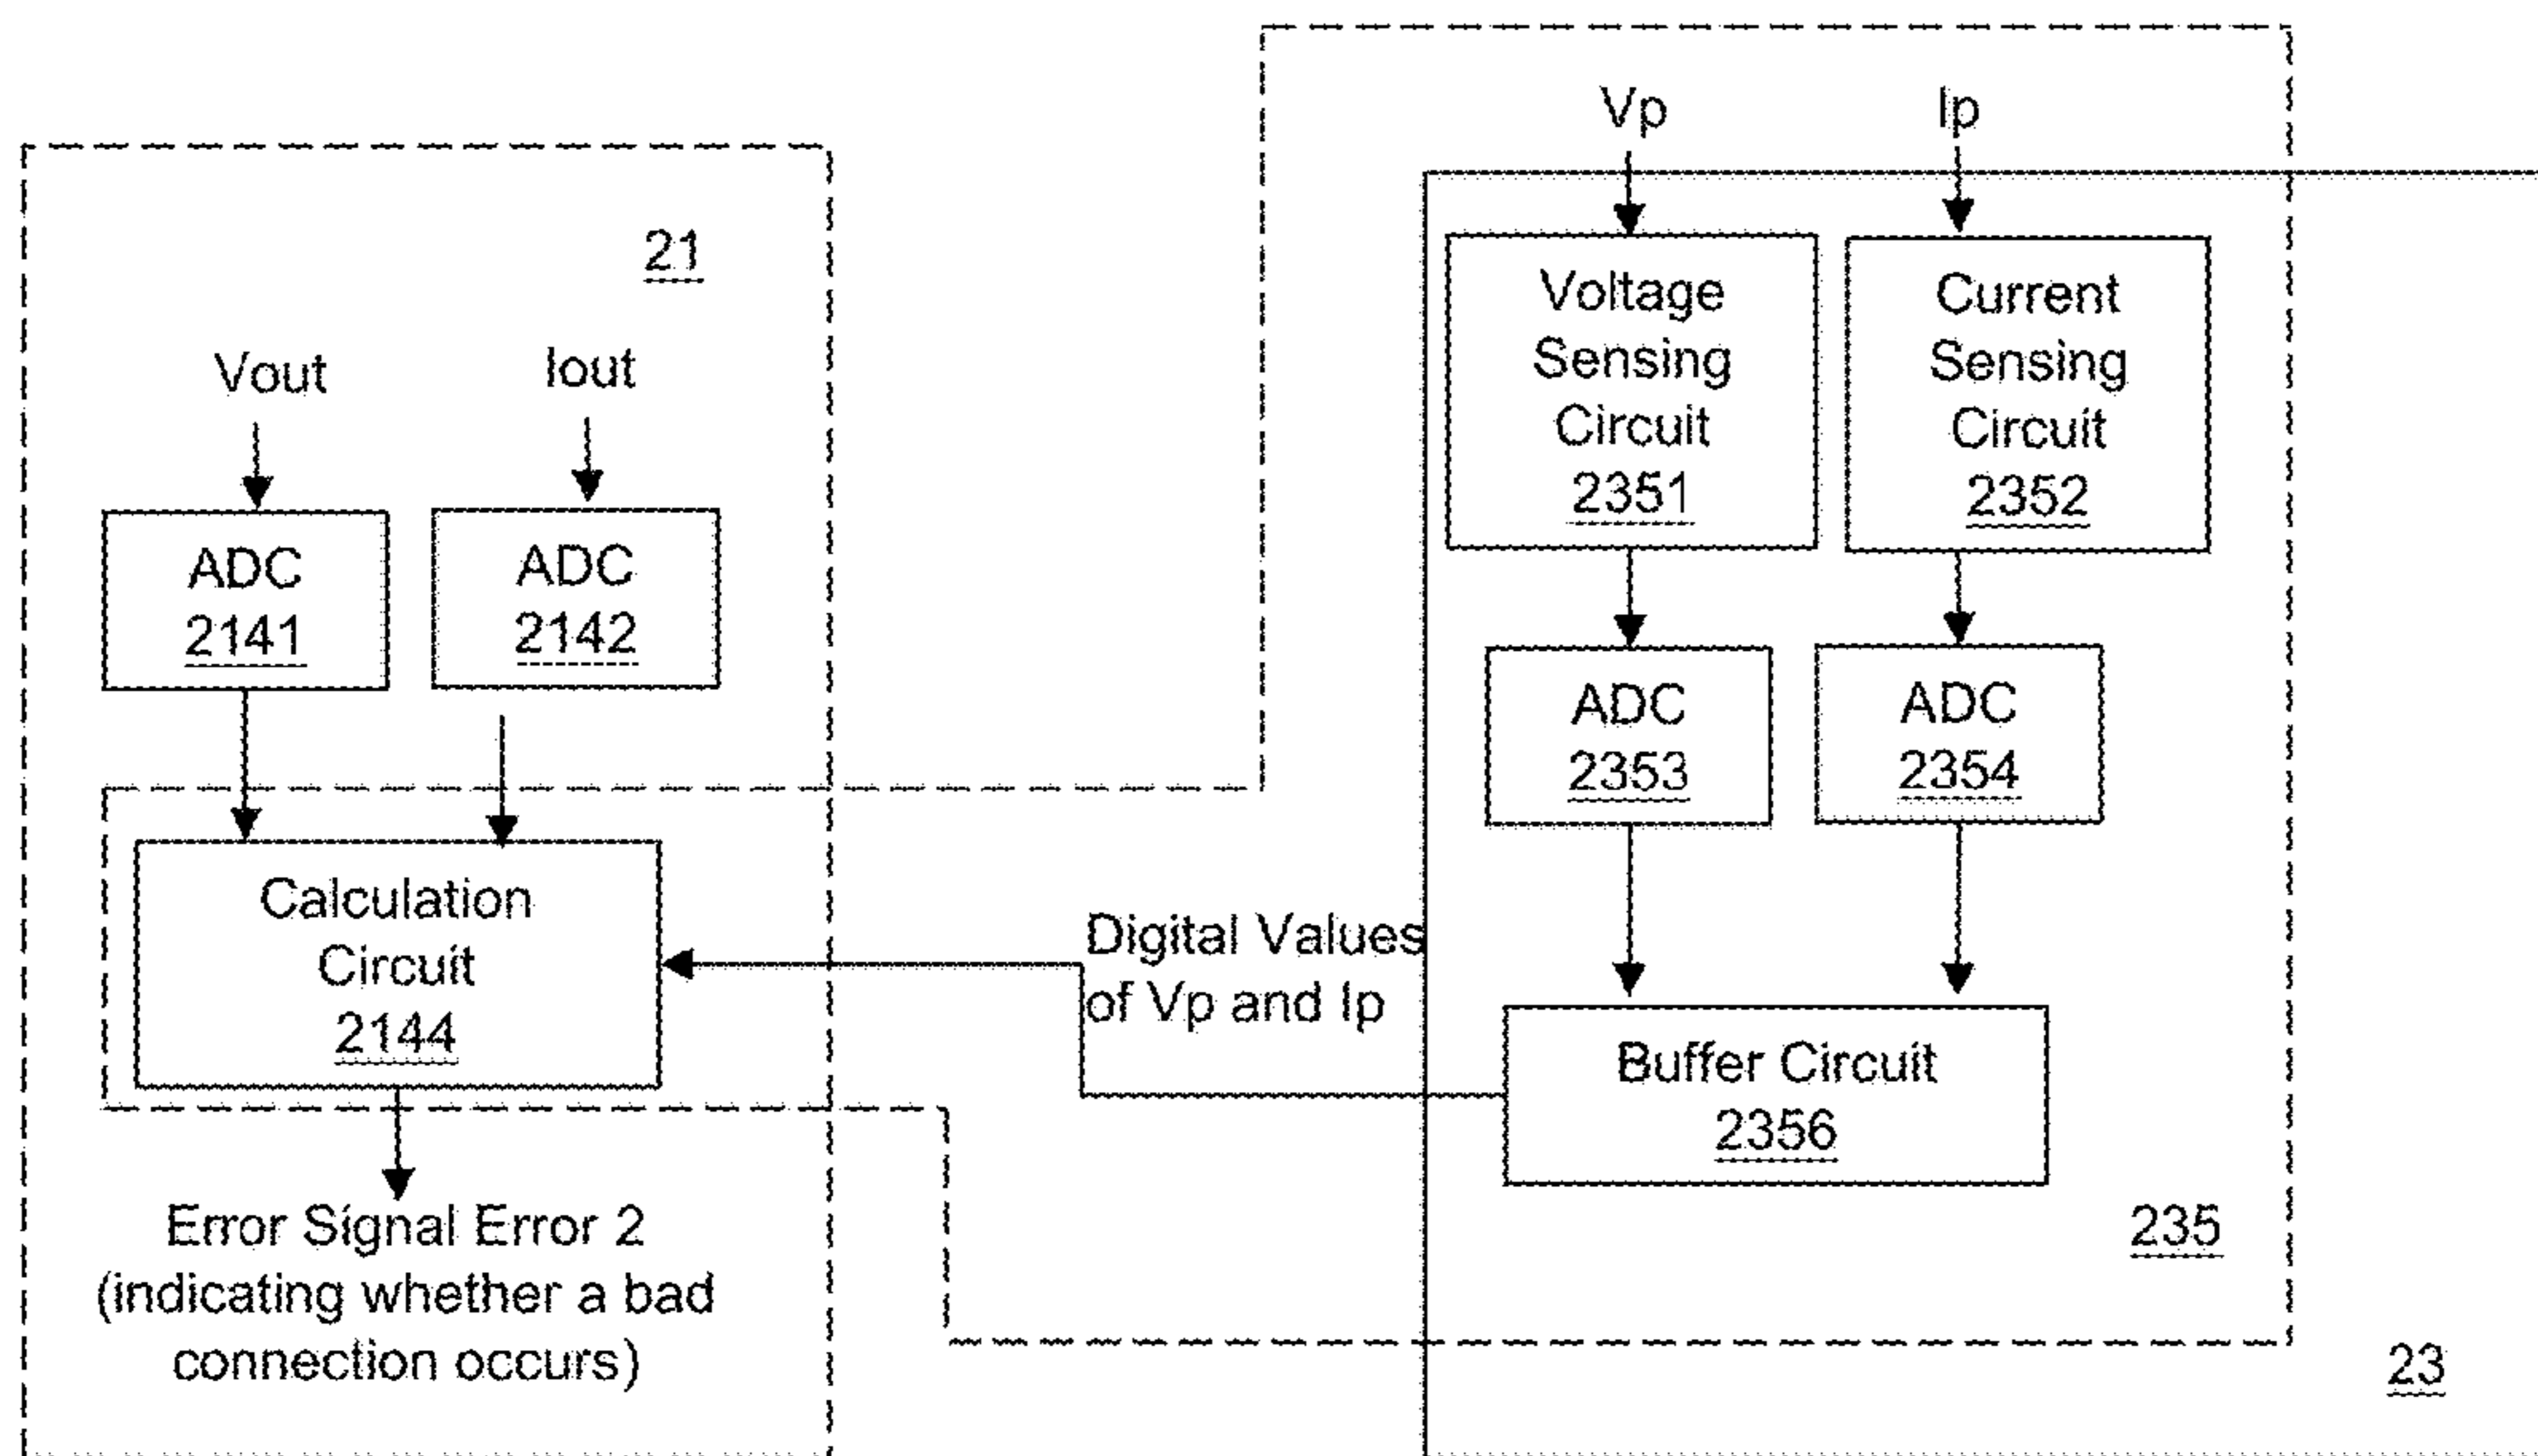 21
Vout
Iout
ADC
2141
ADC
2142
Calculation
Circuit
2144
Error Signal Error 2
(indicating whether a bad
connection occurs)
Digital Values
of Vp and Ip
Vp
Ip
Voltage
Sensing
Circuit
2351
Current
Sensing
Circuit
2352
ADC
2353
ADC
2354
Buffer Circuit
2356
235
23